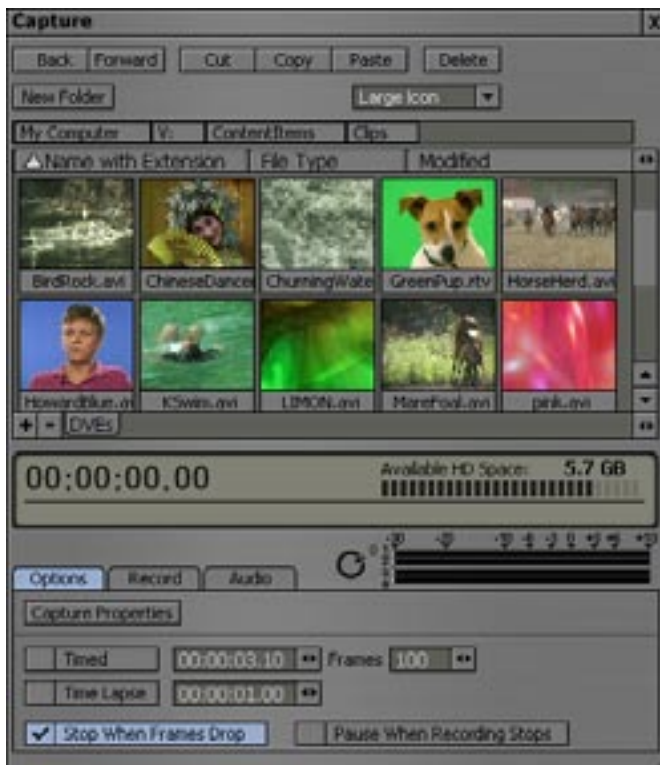 Capture X
Back Forward Cut Copy Paste Delete
New Folder Large Icon
My Computer V: ContentItems Clips
Name with Extension File Type Modified
BirdRock.avi ChineseDancer ChurningWate GreenPup.rtv HorseHerd.avi
HowardBlue.av KSwim.avi LIMON.avi MareFoal.avi pink.avi
+ - DVEs
00:00:00.00 Available HD Space: 5.7 GB
Options Record Audio
Capture Properties
Timed 00:00:03.10 Frames 100
Time Lapse 00:00:01.00
Stop When Frames Drop Pause When Recording Stops